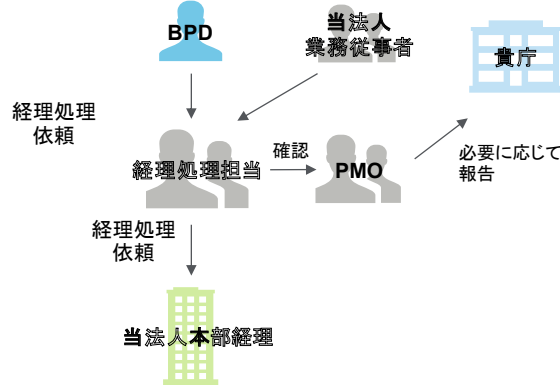 BPD
当法人
業務従事者
貴庁
経理処理
依頼
経理処理担当
確認
PMO
必要に応じて
報告
経理処理
依頼
当法人本部経理